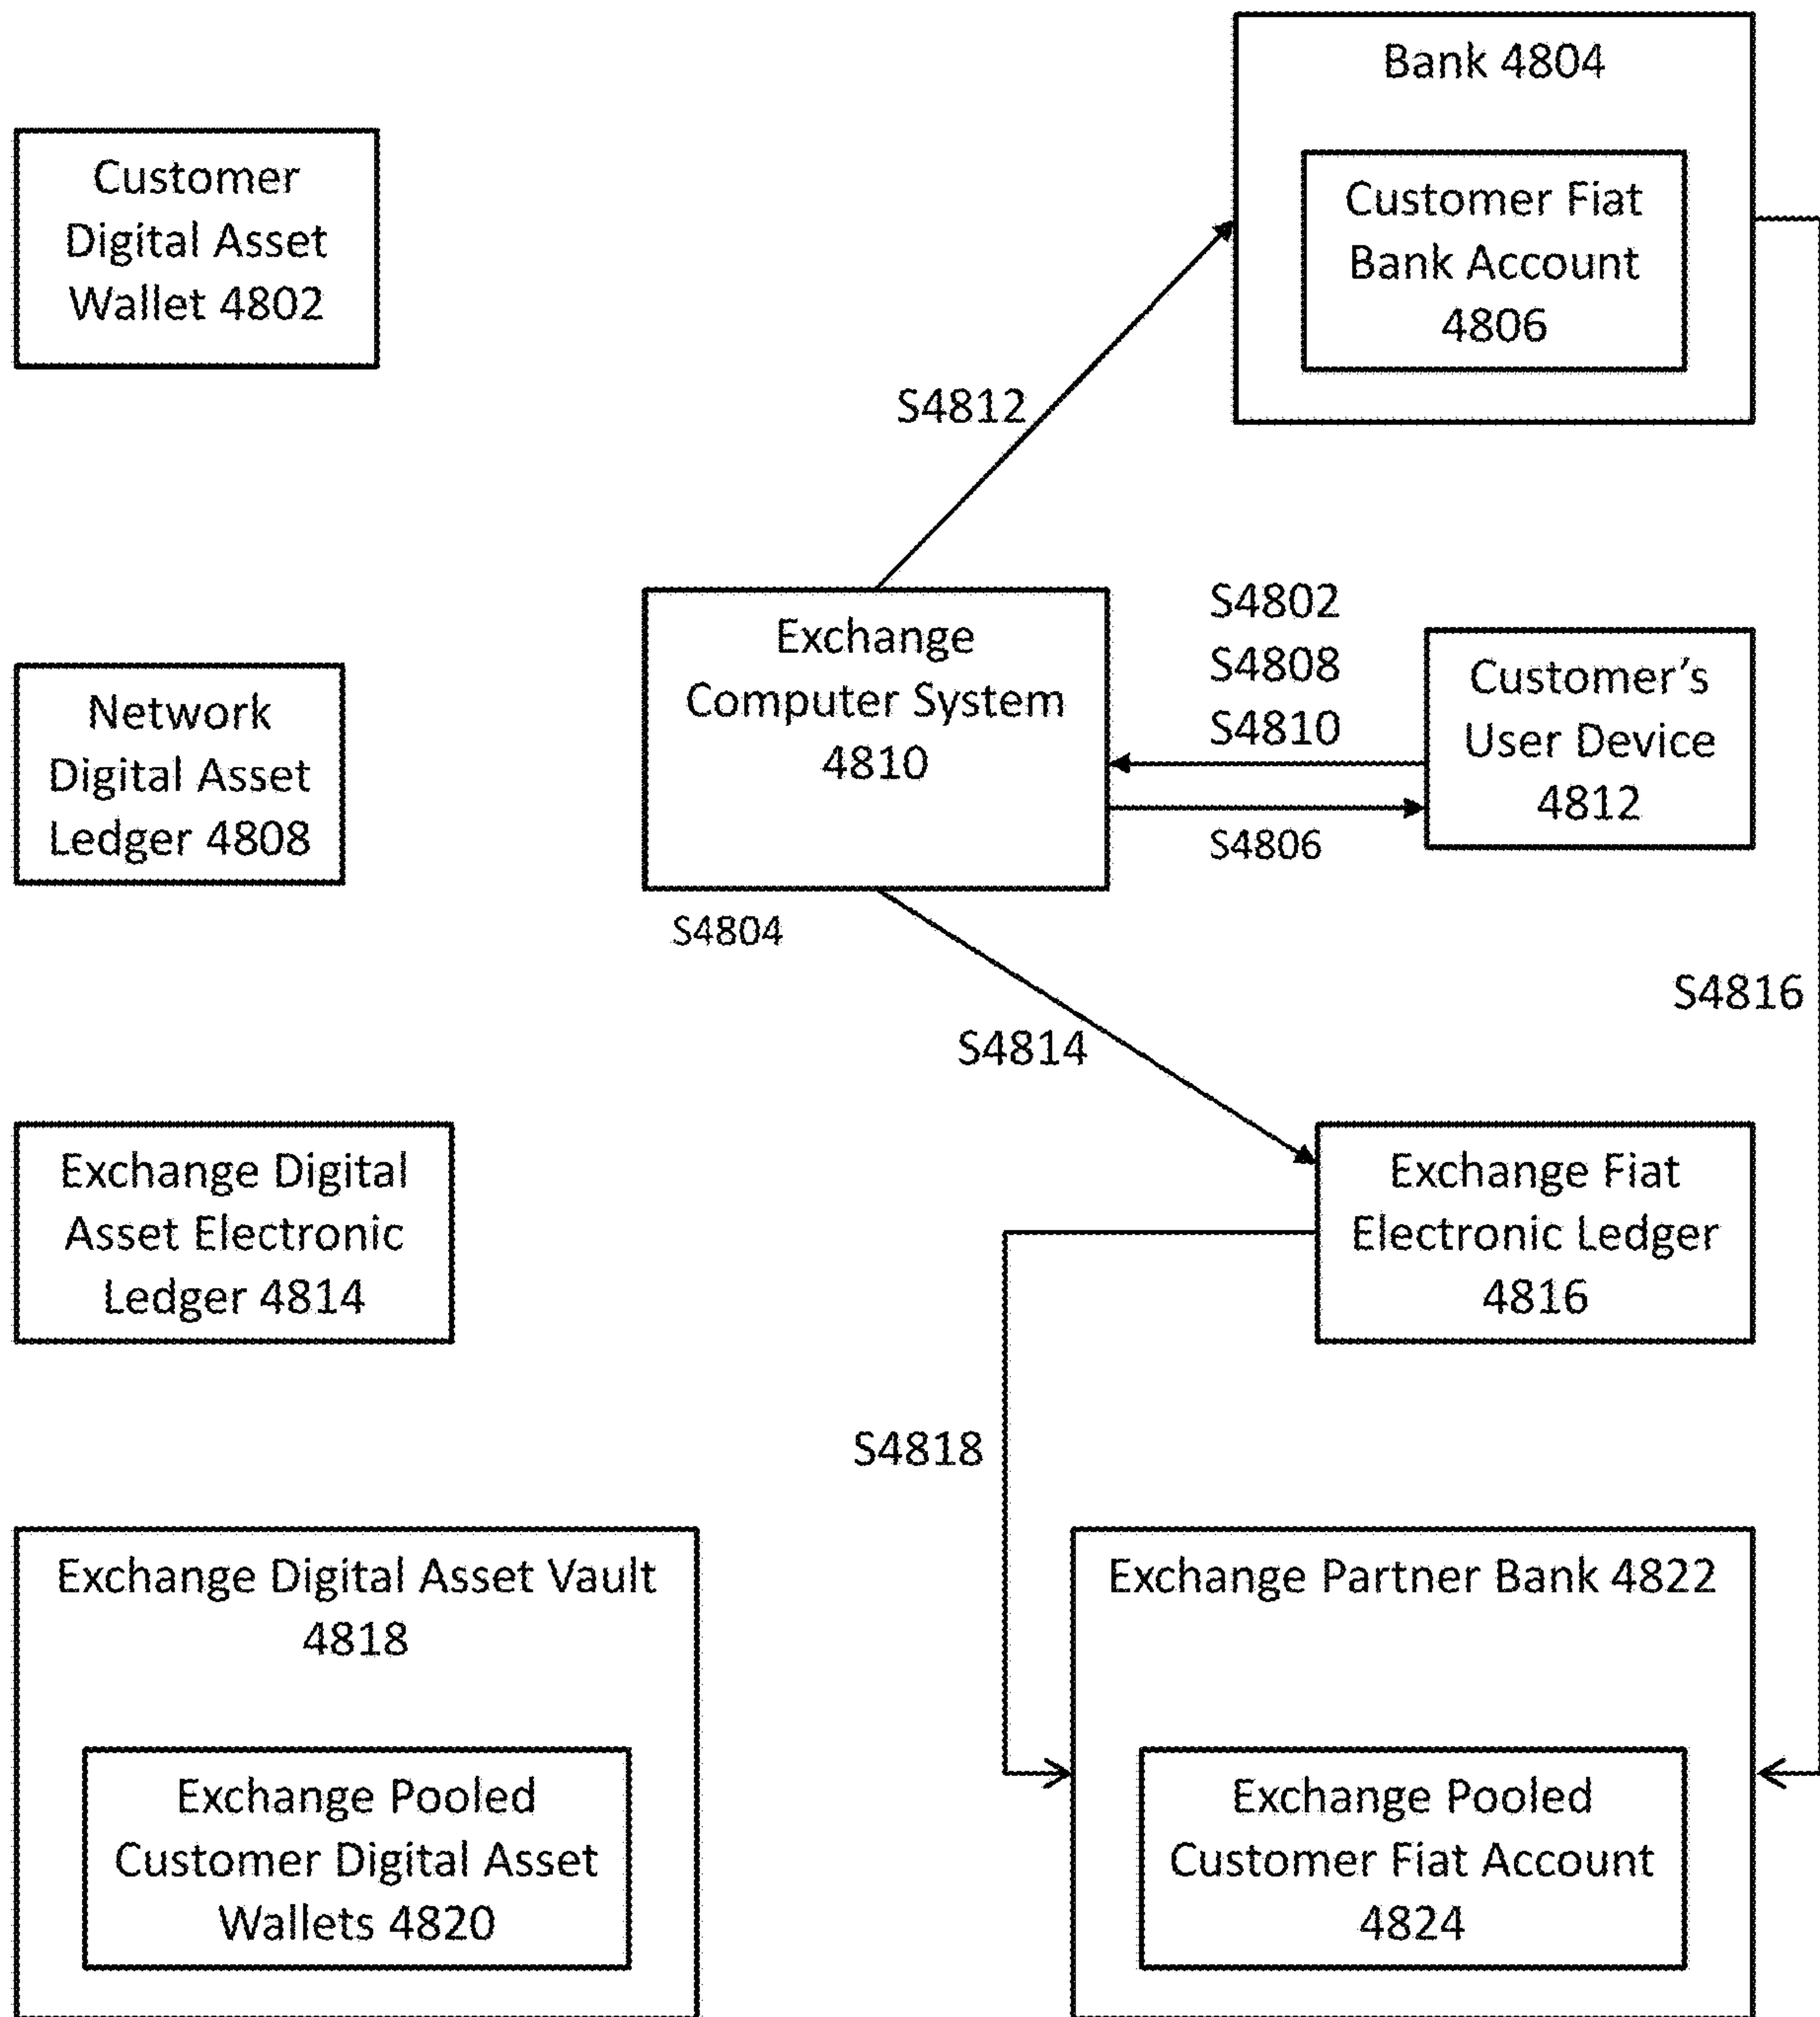 Bank 4804
Customer
Digital Asset
Wallet 4802
Customer Fiat
Bank Account
4806
S4812
Exchange
Computer System
4810
S4802
S4808
S4810
S4806
Customer's
User Device
4812
Network
Digital Asset
Ledger 4808
S4804
S4816
S4814
Exchange Digital
Asset Electronic
Ledger 4814
Exchange Fiat
Electronic Ledger
4816
S4818
Exchange Digital Asset Vault
4818
Exchange Pooled
Customer Digital Asset
Wallets 4820
Exchange Partner Bank 4822
Exchange Pooled
Customer Fiat Account
4824